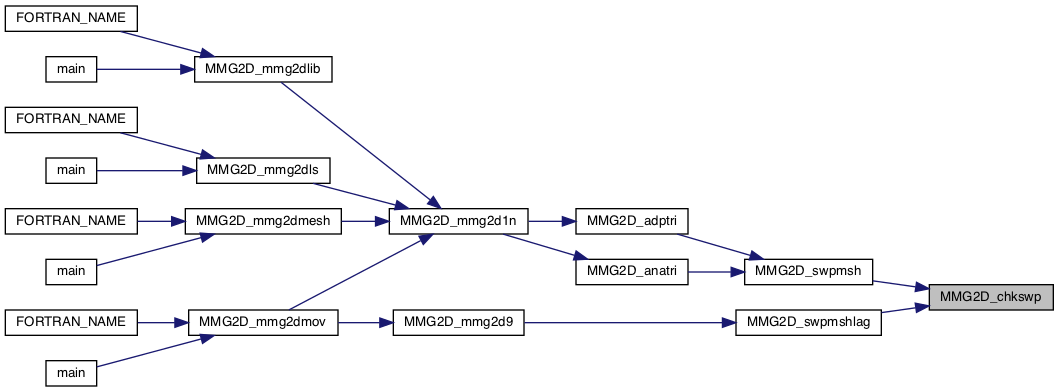 FORTRAN_NAME
main
MMG2D_mmg2dlib
FORTRAN_NAME
main
MMG2D_mmg2dls
FORTRAN_NAME
MMG2D_mmg2dmesh
MMG2D_mmg2d1n
MMG2D_adptri
main
MMG2D_anatri
MMG2D_swpmsh
MMG2D_chkswp
FORTRAN_NAME
MMG2D_mmg2dmov
MMG2D_mmg2d9
MMG2D_swpmshlag
main